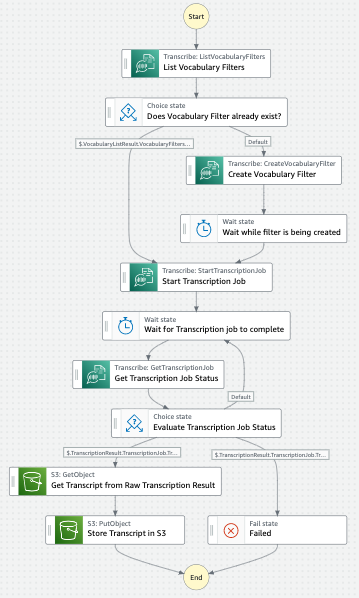 Start
Transcribe: ListVocabularyFilters
List Vocabulary Filters
Choice state
Does Vocabulary Filter already exist?
$.VocabularyListResult.VocabularyFilters...
Default
Transcribe: CreateVocabularyFilter
Create Vocabulary Filter
Wait state
Wait while filter is being created
Transcribe: StartTranscriptionJob
Start Transcription Job
Wait state
Wait for Transcription job to complete
Transcribe: GetTranscriptionJob
Get Transcription Job Status
Default
Choice state
Evaluate Transcription Job Status
$.TranscriptionResult.TranscriptionJob.Tr...
$.TranscriptionResult.TranscriptionJob.Tr...
S3: GetObject
Get Transcript from Raw Transcription Result
S3: PutObject
Store Transcript in S3
Fail state
Failed
End